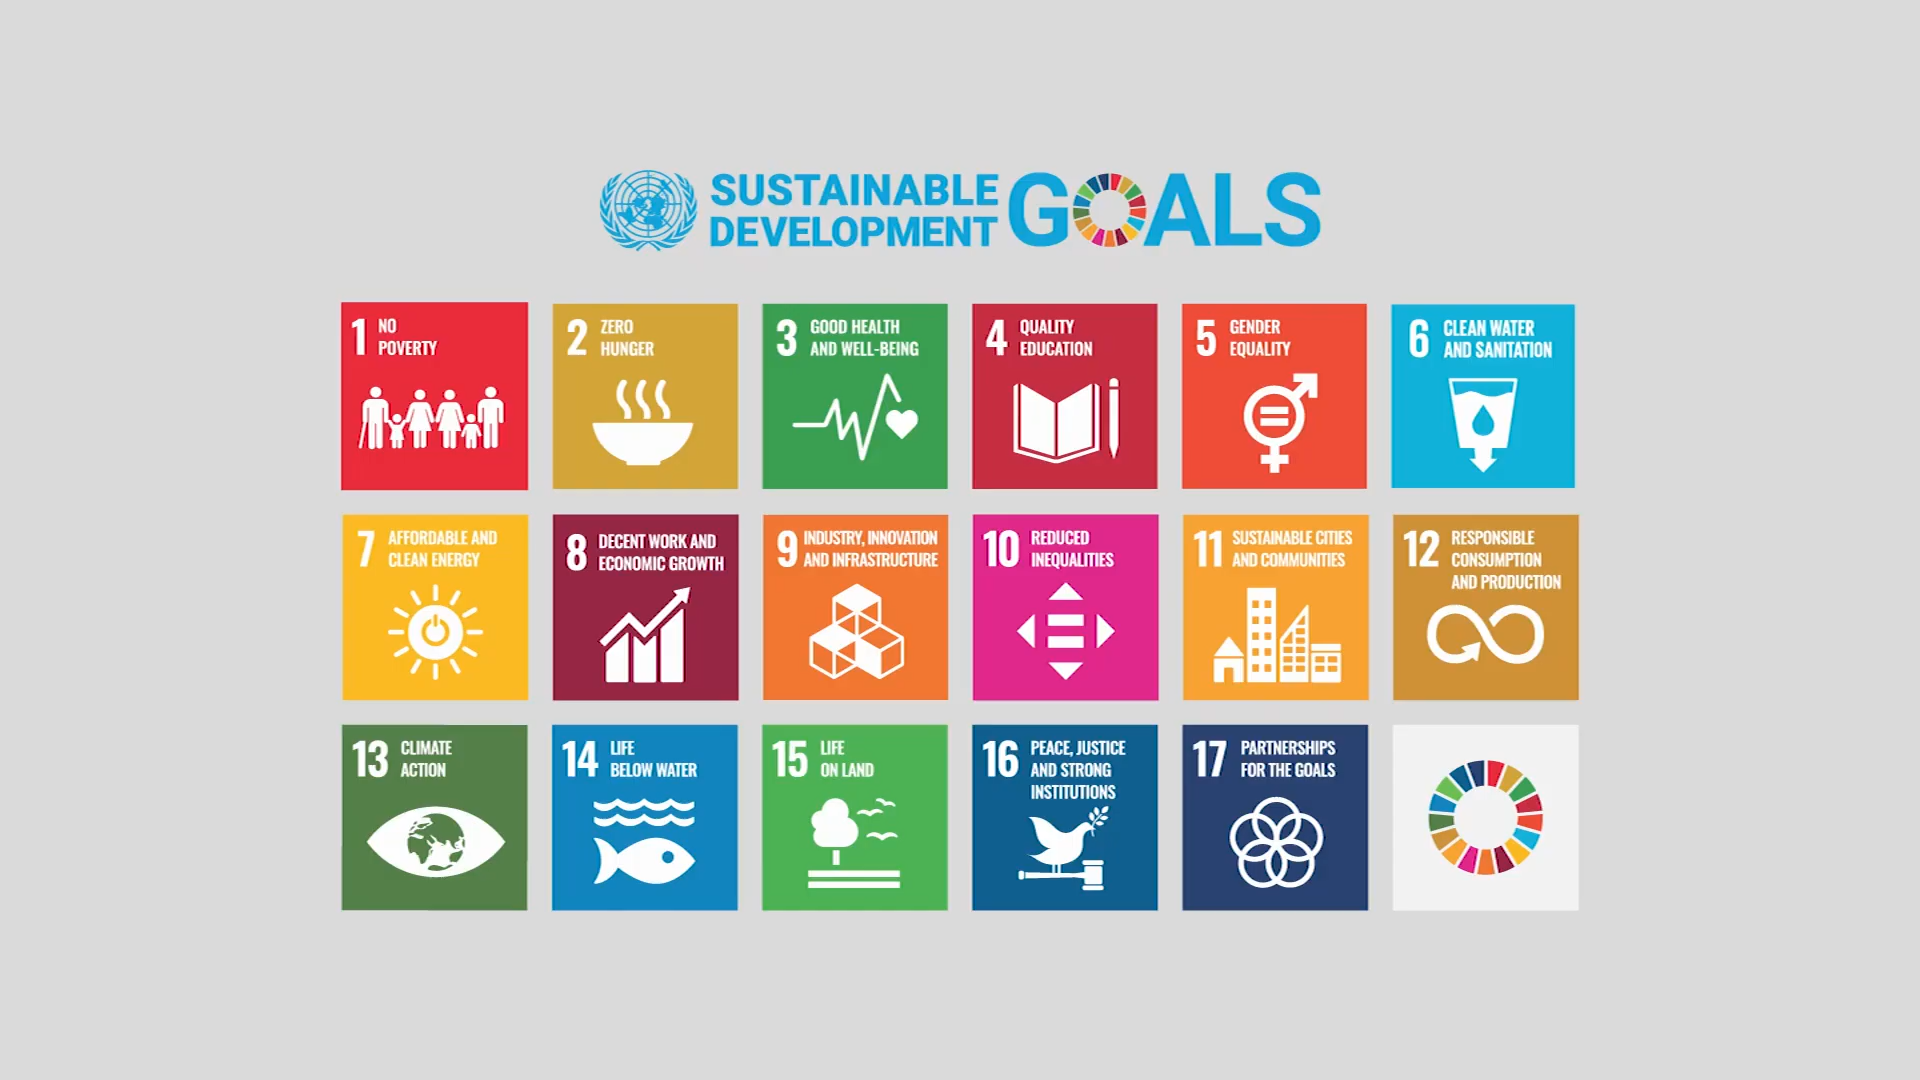 SUSTAINABLE
DEVELOPMENT
GOALS
1 NO
POVERTY
2 ZERO
HUNGER
3 GOOD HEALTH
AND WELL-BEING
4 QUALITY
EDUCATION
5 GENDER
EQUALITY
6 CLEAN WATER
AND SANITATION
7 AFFORDABLE AND
CLEAN ENERGY
8 DECENT WORK AND
ECONOMIC GROWTH
9 INDUSTRY, INNOVATION
AND INFRASTRUCTURE
10 REDUCED
INEQUALITIES
11 SUSTAINABLE CITIES
AND COMMUNITIES
12 RESPONSIBLE
CONSUMPTION
AND PRODUCTION
13 CLIMATE
ACTION
14 LIFE
BELOW WATER
15 LIFE
ON LAND
16 PEACE, JUSTICE
AND STRONG
INSTITUTIONS
17 PARTNERSHIPS
FOR THE GOALS